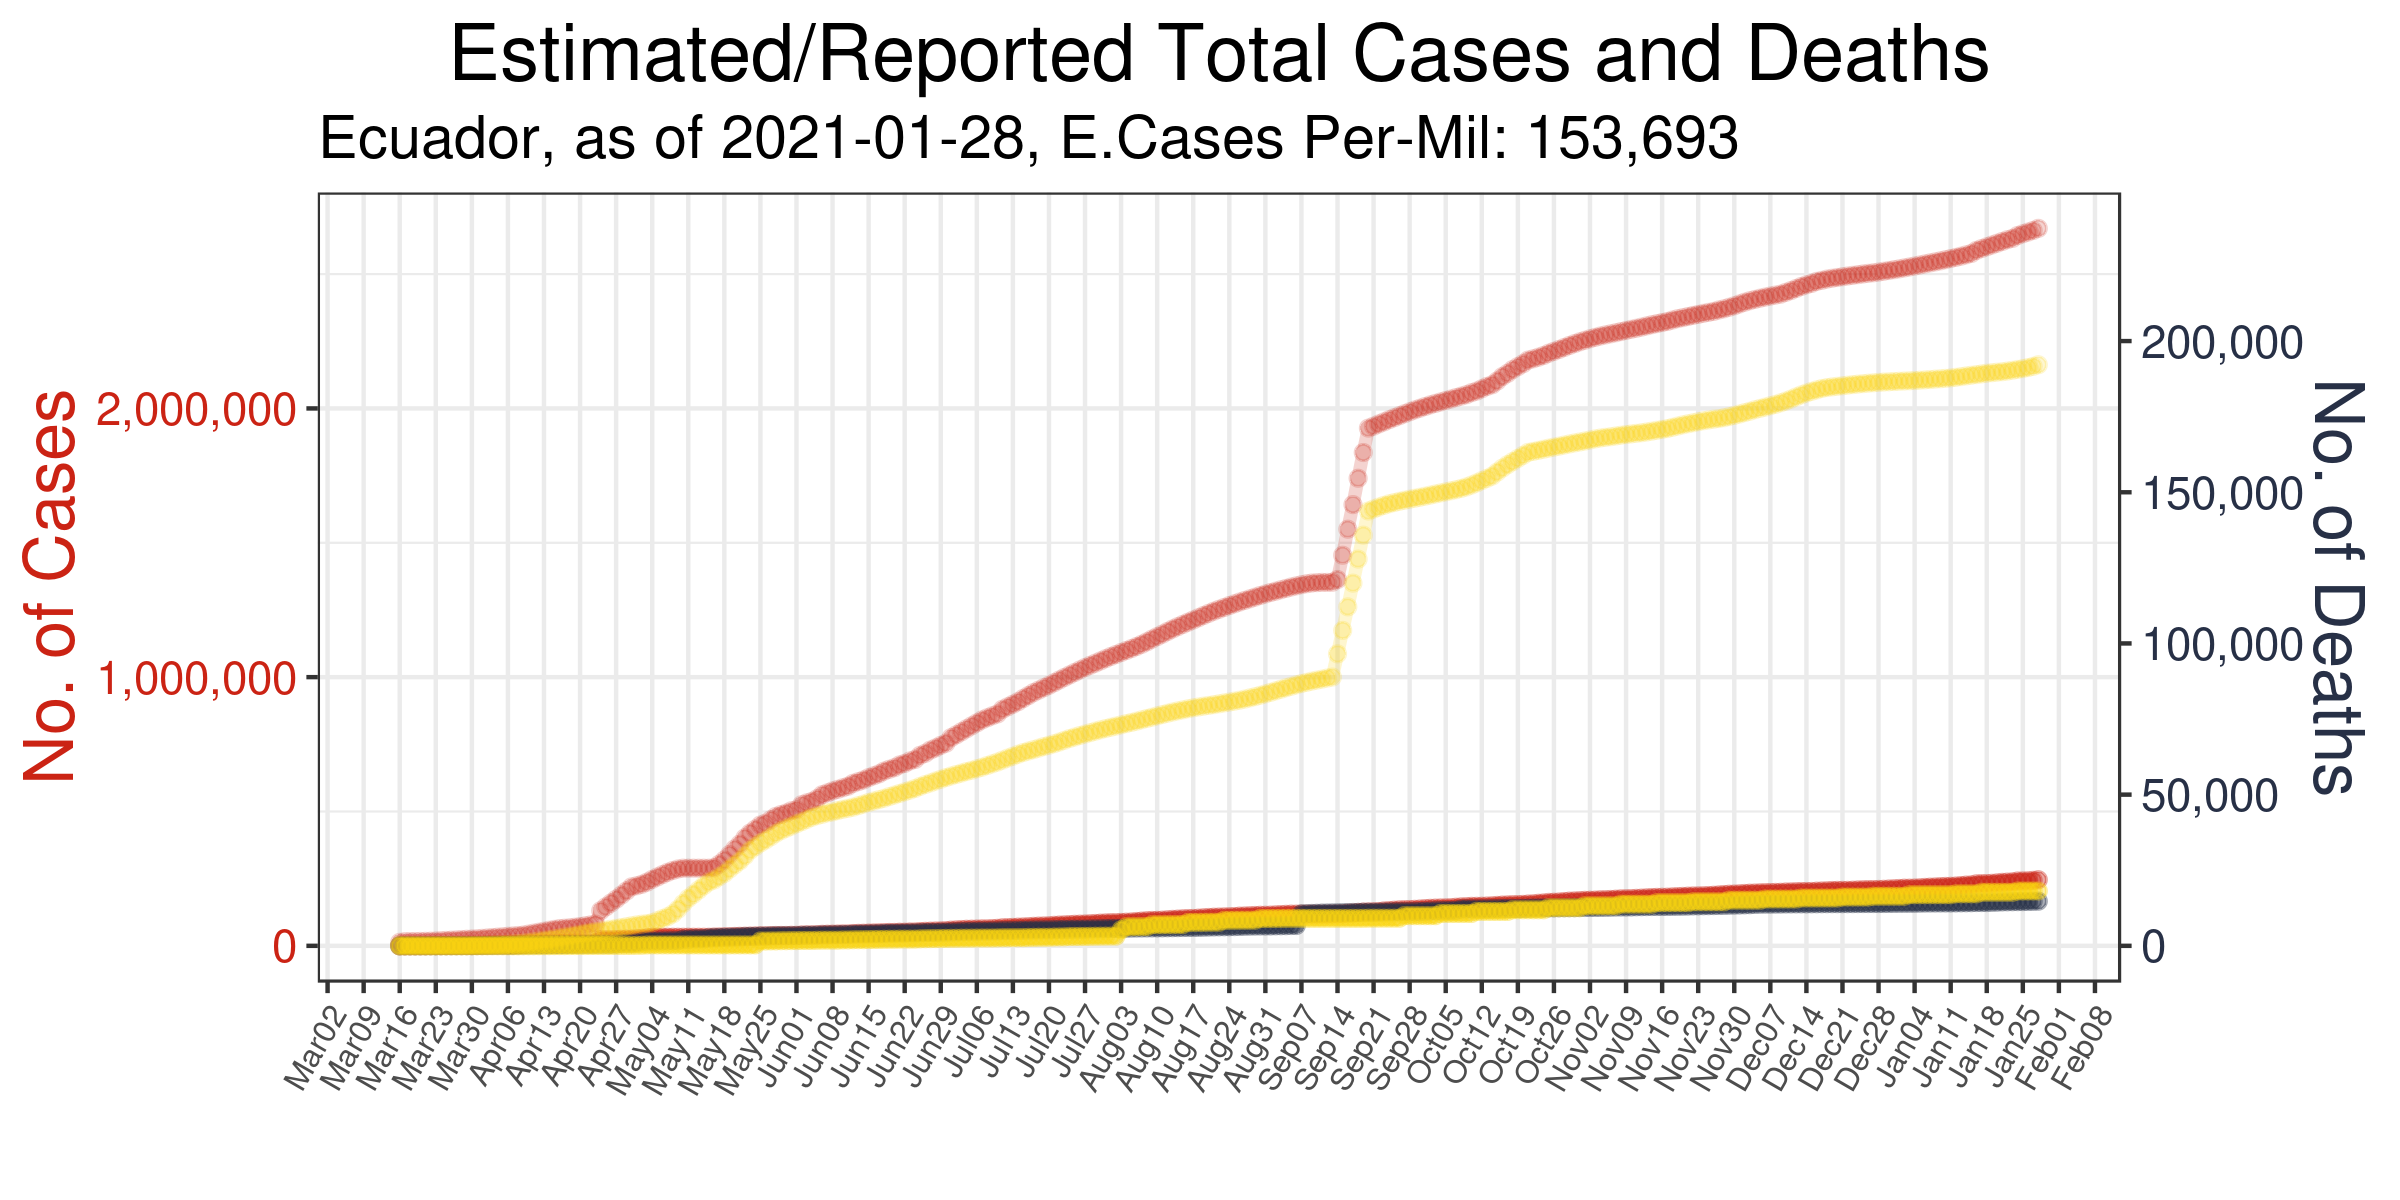 Estimated/Reported Total Cases and Deaths
Ecuador, as of 2021-01-28, E.Cases Per-Mil: 153,693
No. of Cases
2,000,000
1,000,000
0
200,000
150,000
100,000
50,000
0
No. of Deaths
Mar02
Mar09
Mar16
Mar23
Mar30
Apr06
Apr13
Apr20
Apr27
May04
May11
May18
May25
Jun01
Jun08
Jun15
Jun22
Jun29
Jul06
Jul13
Jul20
Jul27
Aug03
Aug10
Aug17
Aug24
Aug31
Sep07
Sep14
Sep21
Sep28
Oct05
Oct12
Oct19
Oct26
Nov02
Nov09
Nov16
Nov23
Nov30
Dec07
Dec14
Dec21
Dec28
Jan04
Jan11
Jan18
Jan25
Feb01
Feb08